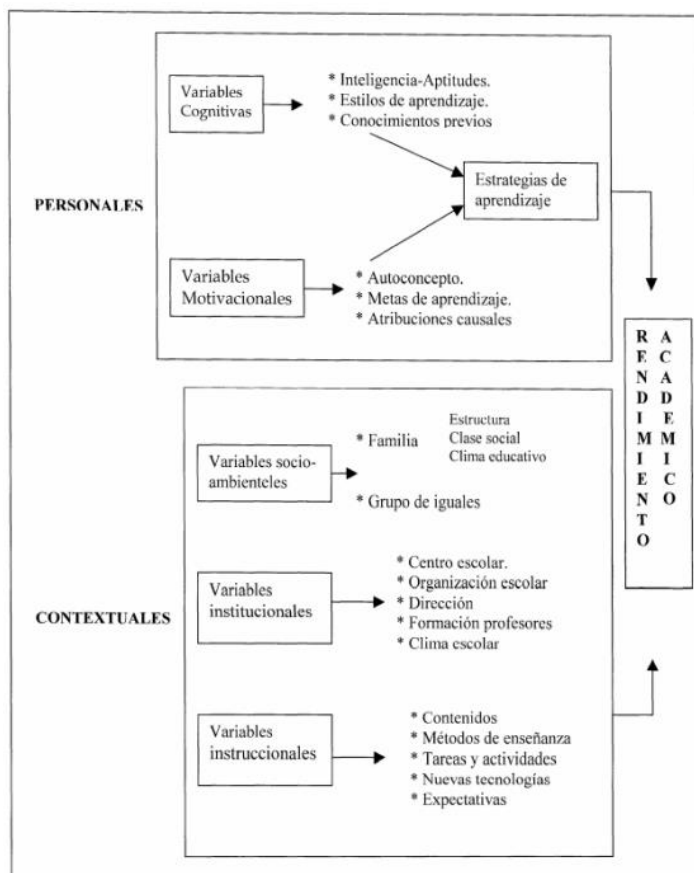 Variables
Cognitivas
* Inteligencia-Aptitudes.
* Estilos de aprendizaje.
* Conocimientos previos
Estrategias de
aprendizaje
PERSONALES
Variables
Motivacionales
* Autoconcepto.
* Metas de aprendizaje.
* Atribuciones causales
RENDIMIENTO
ACADEMICO
Variables socio-
ambienteles
* Familia
Estructura
Clase social
Clima educativo
* Grupo de iguales
CONTEXTUALES
Variables
institucionales
* Centro escolar.
* Organización escolar
* Dirección
* Formación profesores
* Clima escolar
Variables
instruccionales
* Contenidos
* Métodos de enseñanza
* Tareas y actividades
* Nuevas tecnologías
* Expectativas